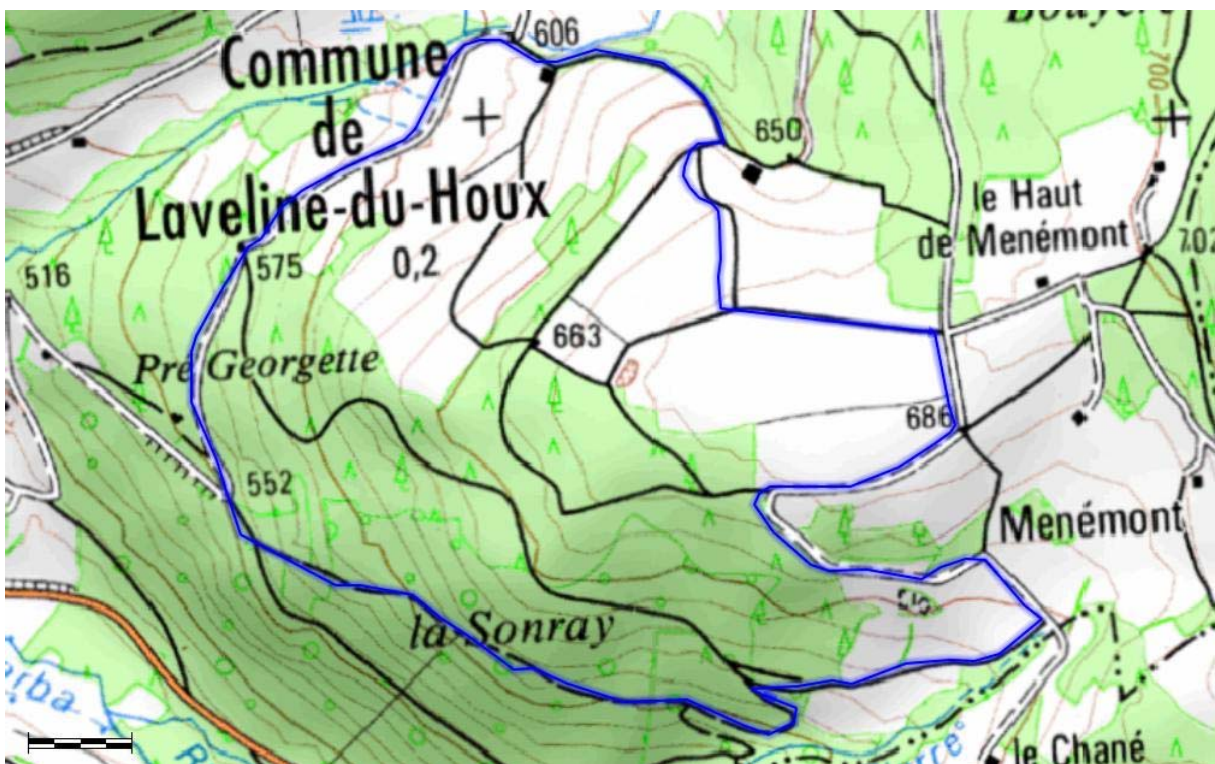 606
Commune
de
Laveline-du-Houx
0,2
650
700
le Haut
de Menémont
702
516
575
663
Pré Georgette
686
552
Menémont
la Sonray
le Chané